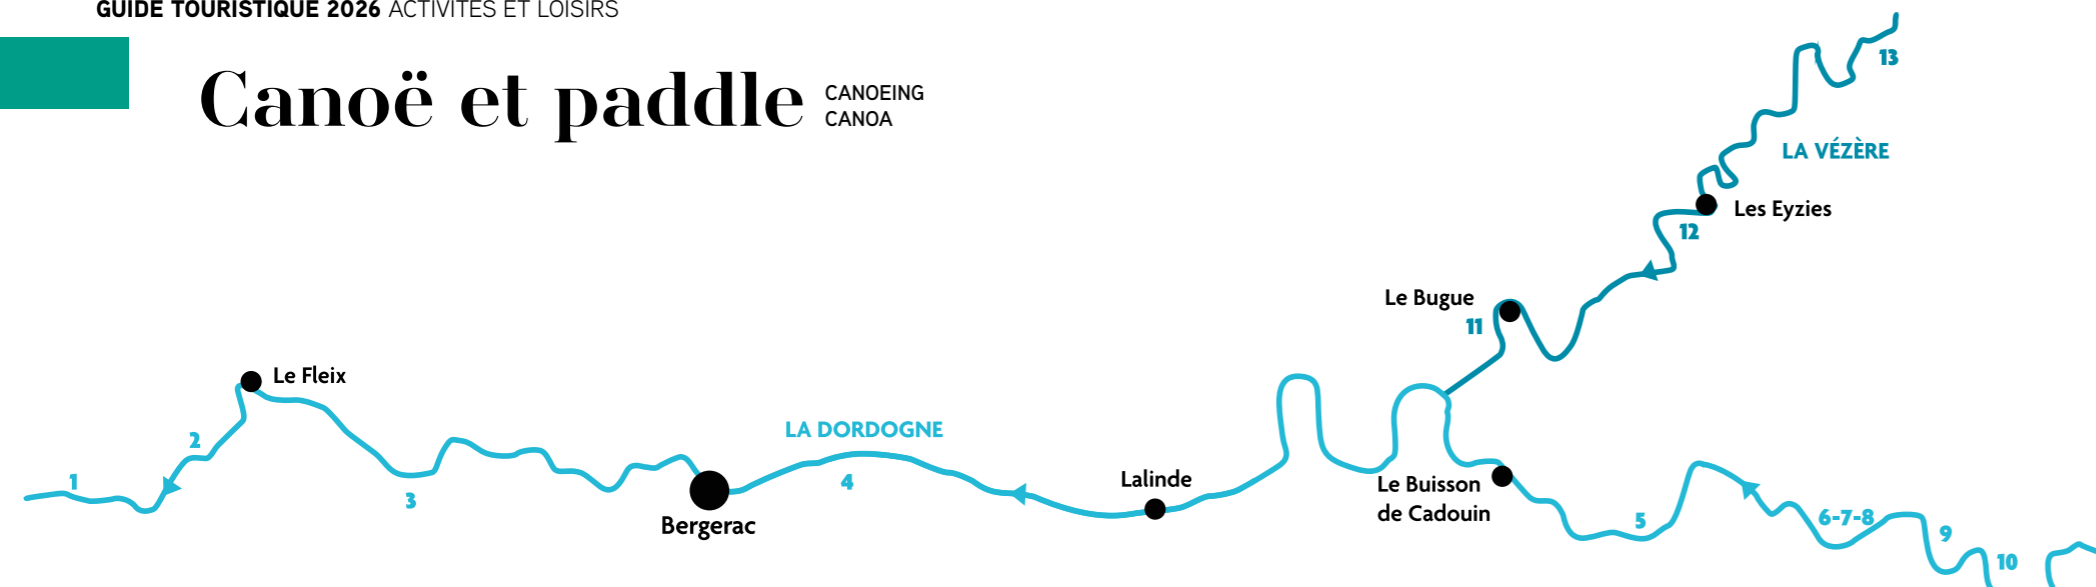 GUIDE TOURISTIQUE 2026 ACTIVITÉS ET LOISIRS
Canoë et paddle
CANOEING
CANOA
13
LA VÉZÈRE
Les Eyzies
12
Le Bugue
11
Le Fleix
2
1
3
LA DORDOGNE
4
Bergerac
Lalinde
Le Buisson
de Cadouin
5
6-7-8
9
10